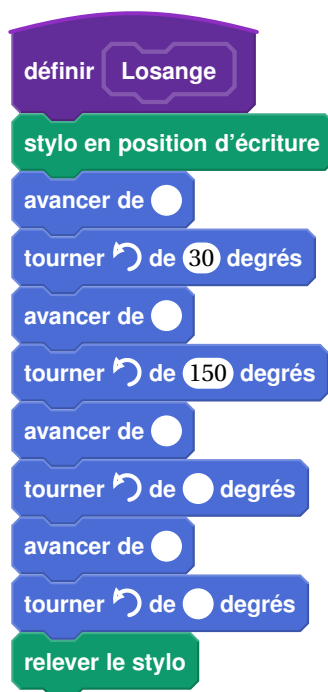 définir Losange
stylo en position d'écriture
avancer de
tourner de 30 degrés
avancer de
tourner de 150 degrés
avancer de
tourner de degrés
avancer de
tourner de degrés
relever le stylo